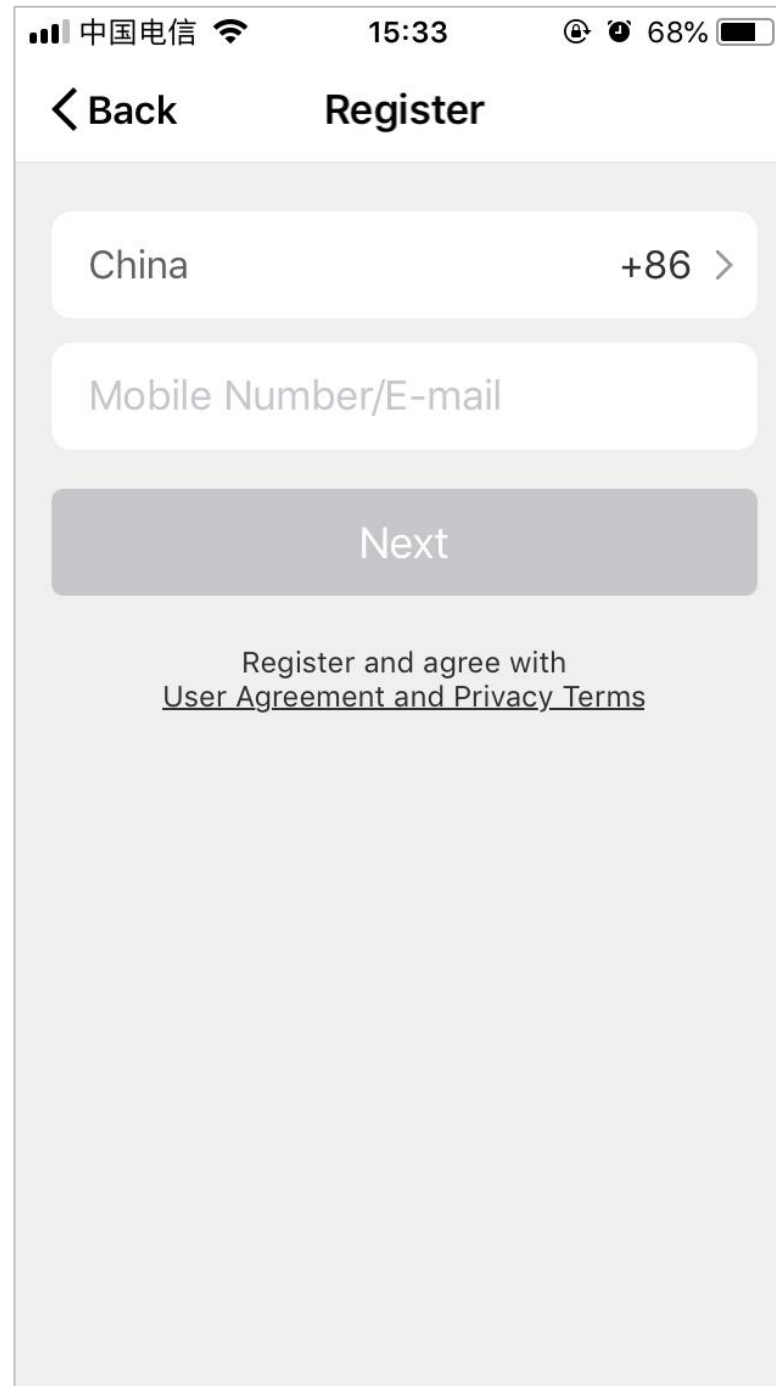 中国电信 15:33 68%
Back Register
China +86
Mobile Number/E-mail
Next
Register and agree with
User Agreement and Privacy Terms